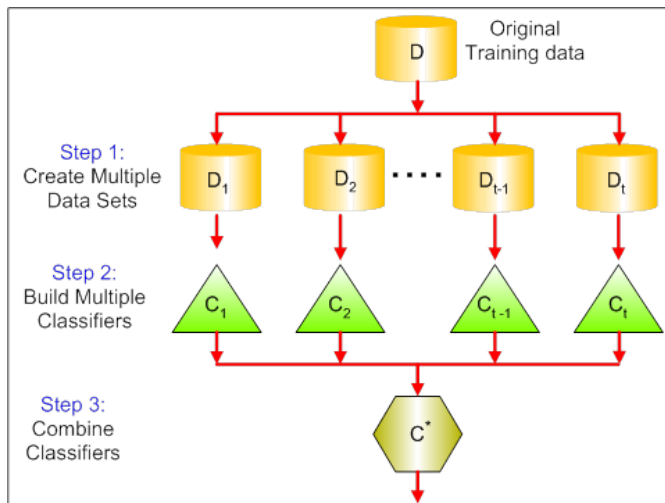 D
Original
Training data
Step 1:
Create Multiple
Data Sets
D1
D2
....
Dt-1
Dt
Step 2:
Build Multiple
Classifiers
C1
C2
Ct-1
Ct
Step 3:
Combine
Classifiers
C*